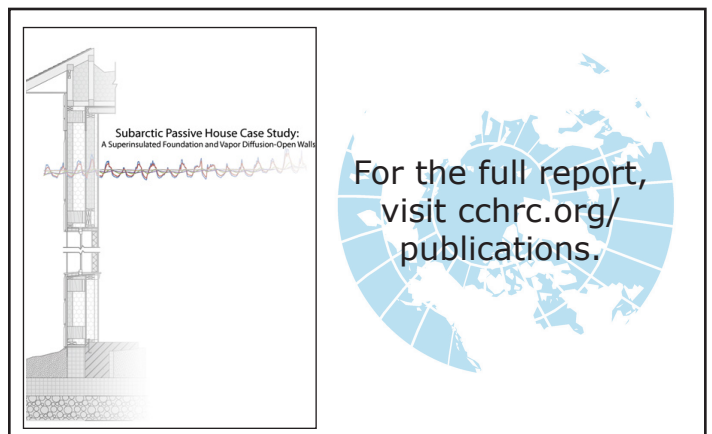 Subarctic Passive House Case Study:
A Superinsulated Foundation and Vapor Diffusion-Open Walls
For the full report,
visit cchrc.org/
publications.